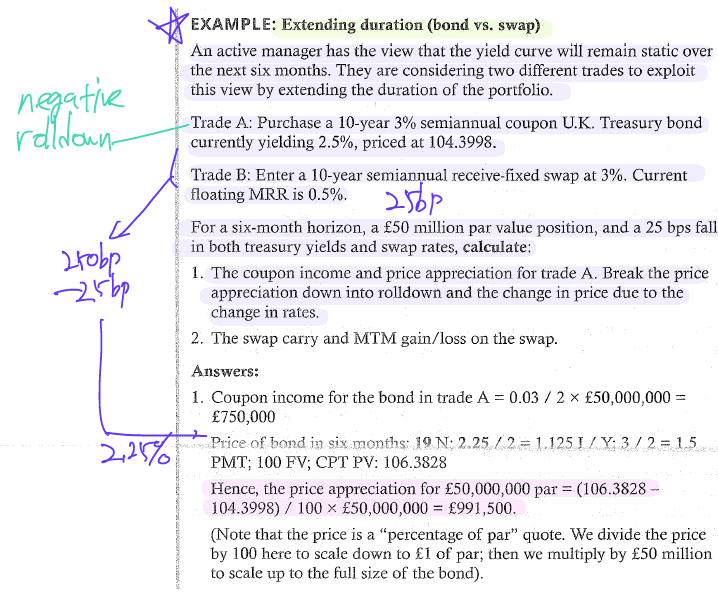 EXAMPLE: Extending duration (bond vs. swap)
An active manager has the view that the yield curve will remain static over
the next six months. They are considering two different trades to exploit
this view by extending the duration of the portfolio.
negative
rolldown
Trade A: Purchase a 10-year 3% semiannual coupon U.K. Treasury bond
currently yielding 2.5%, priced at 104.3998.
Trade B: Enter a 10-year semiannual receive-fixed swap at 3%. Current
floating MRR is 0.5%.
25bp
For a six-month horizon, a £50 million par value position, and a 25 bps fall
in both treasury yields and swap rates, calculate:
250bp
-25bp
1. The coupon income and price appreciation for trade A. Break the price
appreciation down into rolldown and the change in price due to the
change in rates.
2. The swap carry and MTM gain/loss on the swap.
Answers:
1. Coupon income for the bond in trade A = 0.03 / 2 × £50,000,000 =
£750,000
2.25%
Price of bond in six months: 19 N; 2.25 / 2 = 1.125 I / Y; 3 / 2 = 1.5
PMT; 100 FV; CPT PV: 106.3828
Hence, the price appreciation for £50,000,000 par = (106.3828 –
104.3998) / 100 × £50,000,000 = £991,500.
(Note that the price is a “percentage of par” quote. We divide the price
by 100 here to scale down to £1 of par; then we multiply by £50 million
to scale up to the full size of the bond).